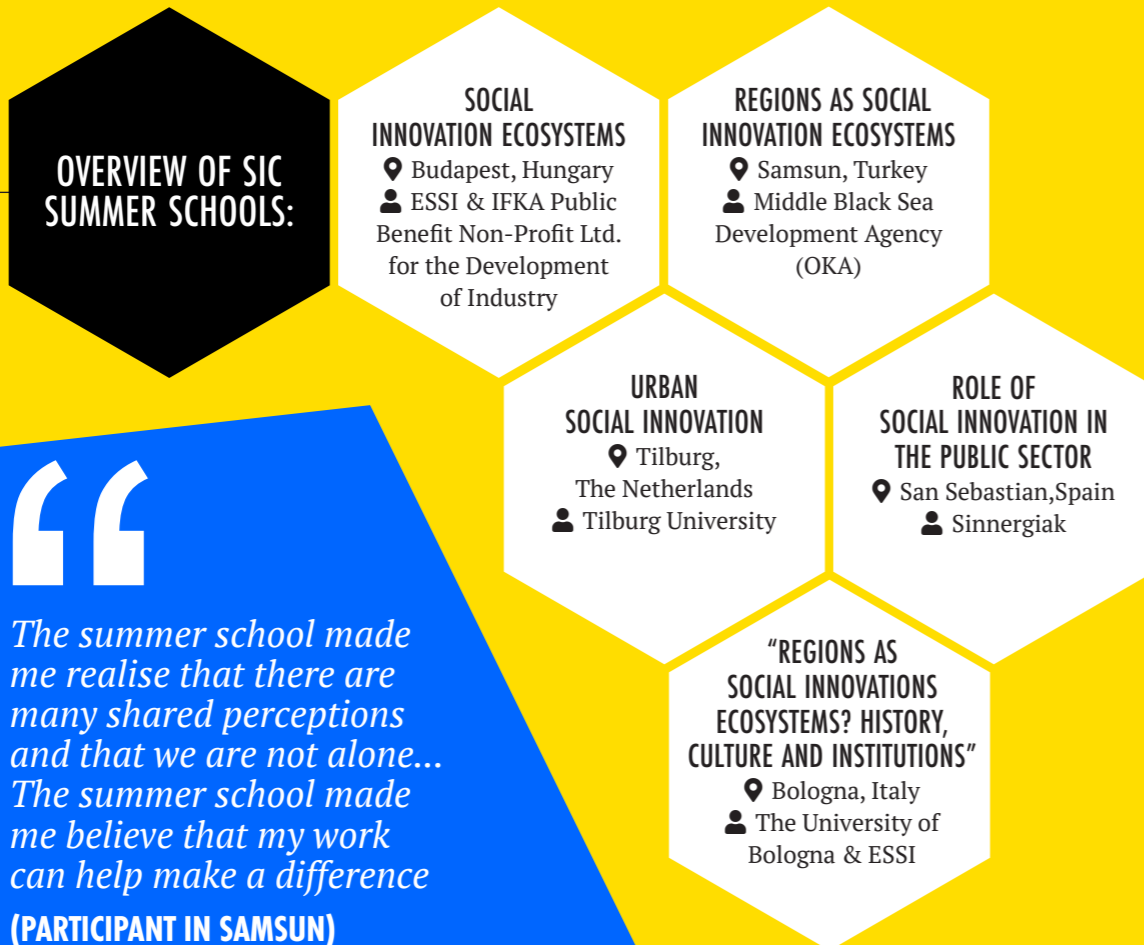 OVERVIEW OF SIC
SUMMER SCHOOLS:
SOCIAL
INNOVATION ECOSYSTEMS
Budapest, Hungary
ESSI & IFKA Public
Benefit Non-Profit Ltd.
for the Development
of Industry
REGIONS AS SOCIAL
INNOVATION ECOSYSTEMS
Samsun, Turkey
Middle Black Sea
Development Agency
(OKA)
URBAN
SOCIAL INNOVATION
Tilburg,
The Netherlands
Tilburg University
ROLE OF
SOCIAL INNOVATION IN
THE PUBLIC SECTOR
San Sebastian,Spain
Sinnergiak
“REGIONS AS
SOCIAL INNOVATIONS
ECOSYSTEMS? HISTORY,
CULTURE AND INSTITUTIONS”
Bologna, Italy
The University of
Bologna & ESSI
“
The summer school made
me realise that there are
many shared perceptions
and that we are not alone...
The summer school made
me believe that my work
can help make a difference
(PARTICIPANT IN SAMSUN)